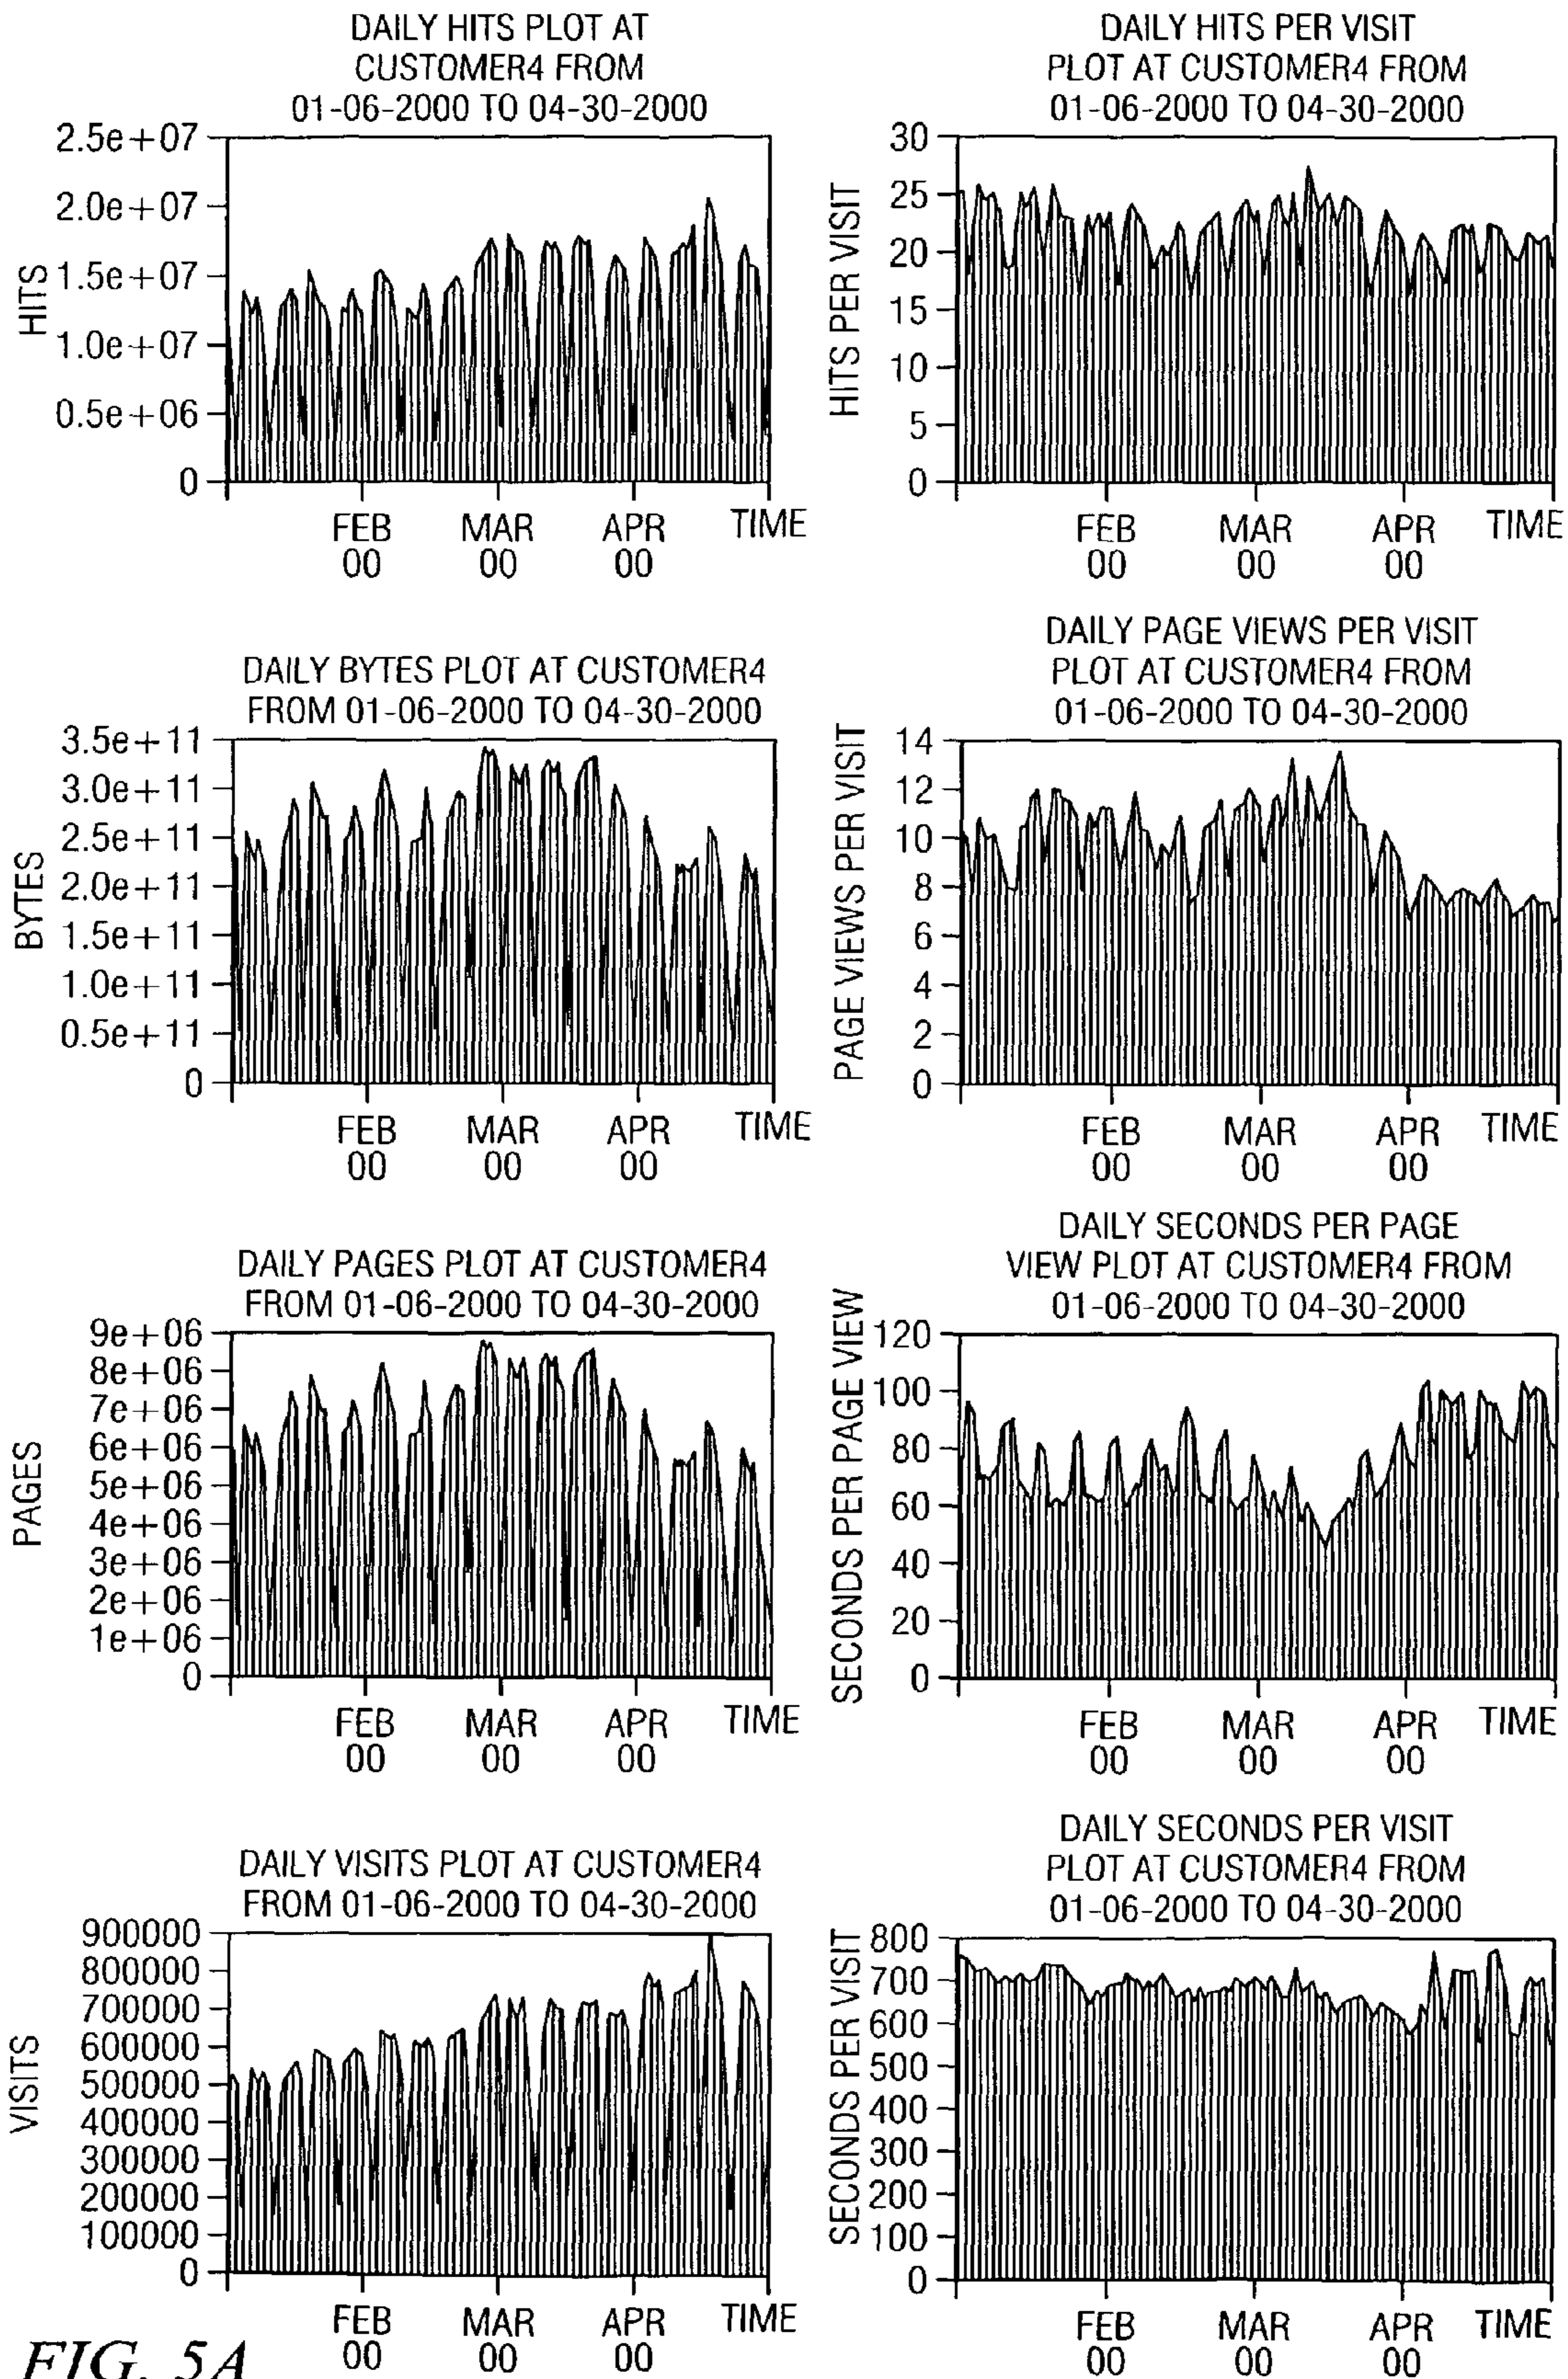 DAILY HITS PLOT AT
CUSTOMER4 FROM
01-06-2000 TO 04-30-2000
HITS
2.5e+07
2.0e+07
1.5e+07
1.0e+07
0.5e+06
0
FEB
00
MAR
00
APR
00
TIME
DAILY HITS PER VISIT
PLOT AT CUSTOMER4 FROM
01-06-2000 TO 04-30-2000
HITS PER VISIT
30
25
20
15
10
5
0
FEB
00
MAR
00
APR
00
TIME
DAILY BYTES PLOT AT CUSTOMER4
FROM 01-06-2000 TO 04-30-2000
BYTES
3.5e+11
3.0e+11
2.5e+11
2.0e+11
1.5e+11
1.0e+11
0.5e+11
0
FEB
00
MAR
00
APR
00
TIME
DAILY PAGE VIEWS PER VISIT
PLOT AT CUSTOMER4 FROM
01-06-2000 TO 04-30-2000
PAGE VIEWS PER VISIT
14
12
10
8
6
4
2
0
FEB
00
MAR
00
APR
00
TIME
DAILY PAGES PLOT AT CUSTOMER4
FROM 01-06-2000 TO 04-30-2000
PAGES
9e+06
8e+06
7e+06
6e+06
5e+06
4e+06
3e+06
2e+06
1e+06
0
FEB
00
MAR
00
APR
00
TIME
DAILY SECONDS PER PAGE
VIEW PLOT AT CUSTOMER4 FROM
01-06-2000 TO 04-30-2000
SECONDS PER PAGE VIEW
120
100
80
60
40
20
0
FEB
00
MAR
00
APR
00
TIME
DAILY VISITS PLOT AT CUSTOMER4
FROM 01-06-2000 TO 04-30-2000
VISITS
900000
800000
700000
600000
500000
400000
300000
200000
100000
0
FEB
00
MAR
00
APR
00
TIME
DAILY SECONDS PER VISIT
PLOT AT CUSTOMER4 FROM
01-06-2000 TO 04-30-2000
SECONDS PER VISIT
800
700
600
500
400
300
200
100
0
FEB
00
MAR
00
APR
00
TIME
FIG. 5A